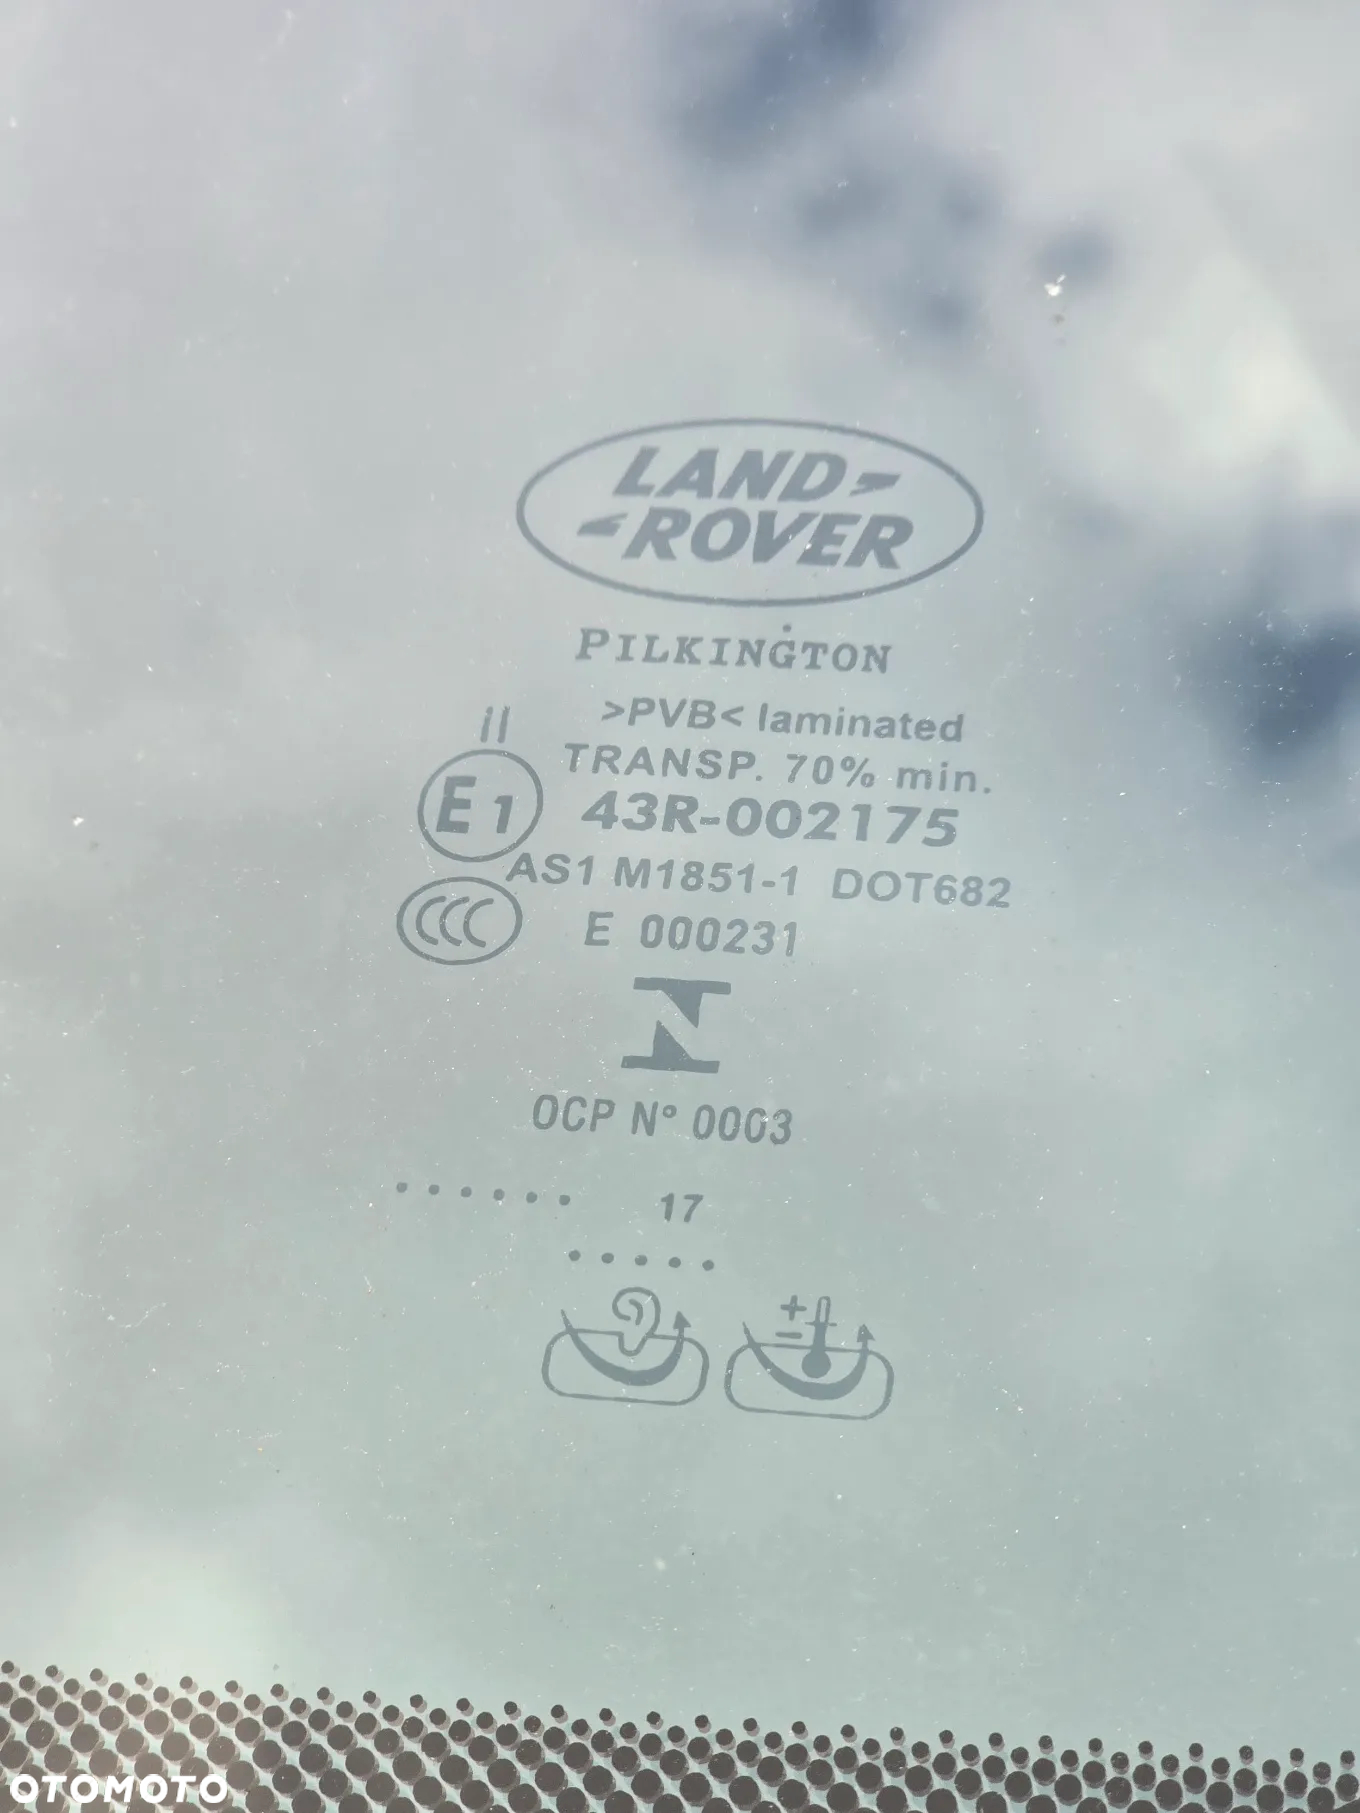 LAND
ROVER
PILKINGTON
>PVB< laminated
II
TRANSP. 70% min.
E1
43R-002175
AS1 M1851-1 DOT682
CCC
E 000231
OCP N° 0003
...... 17
.....
+
-
OTOMOTO